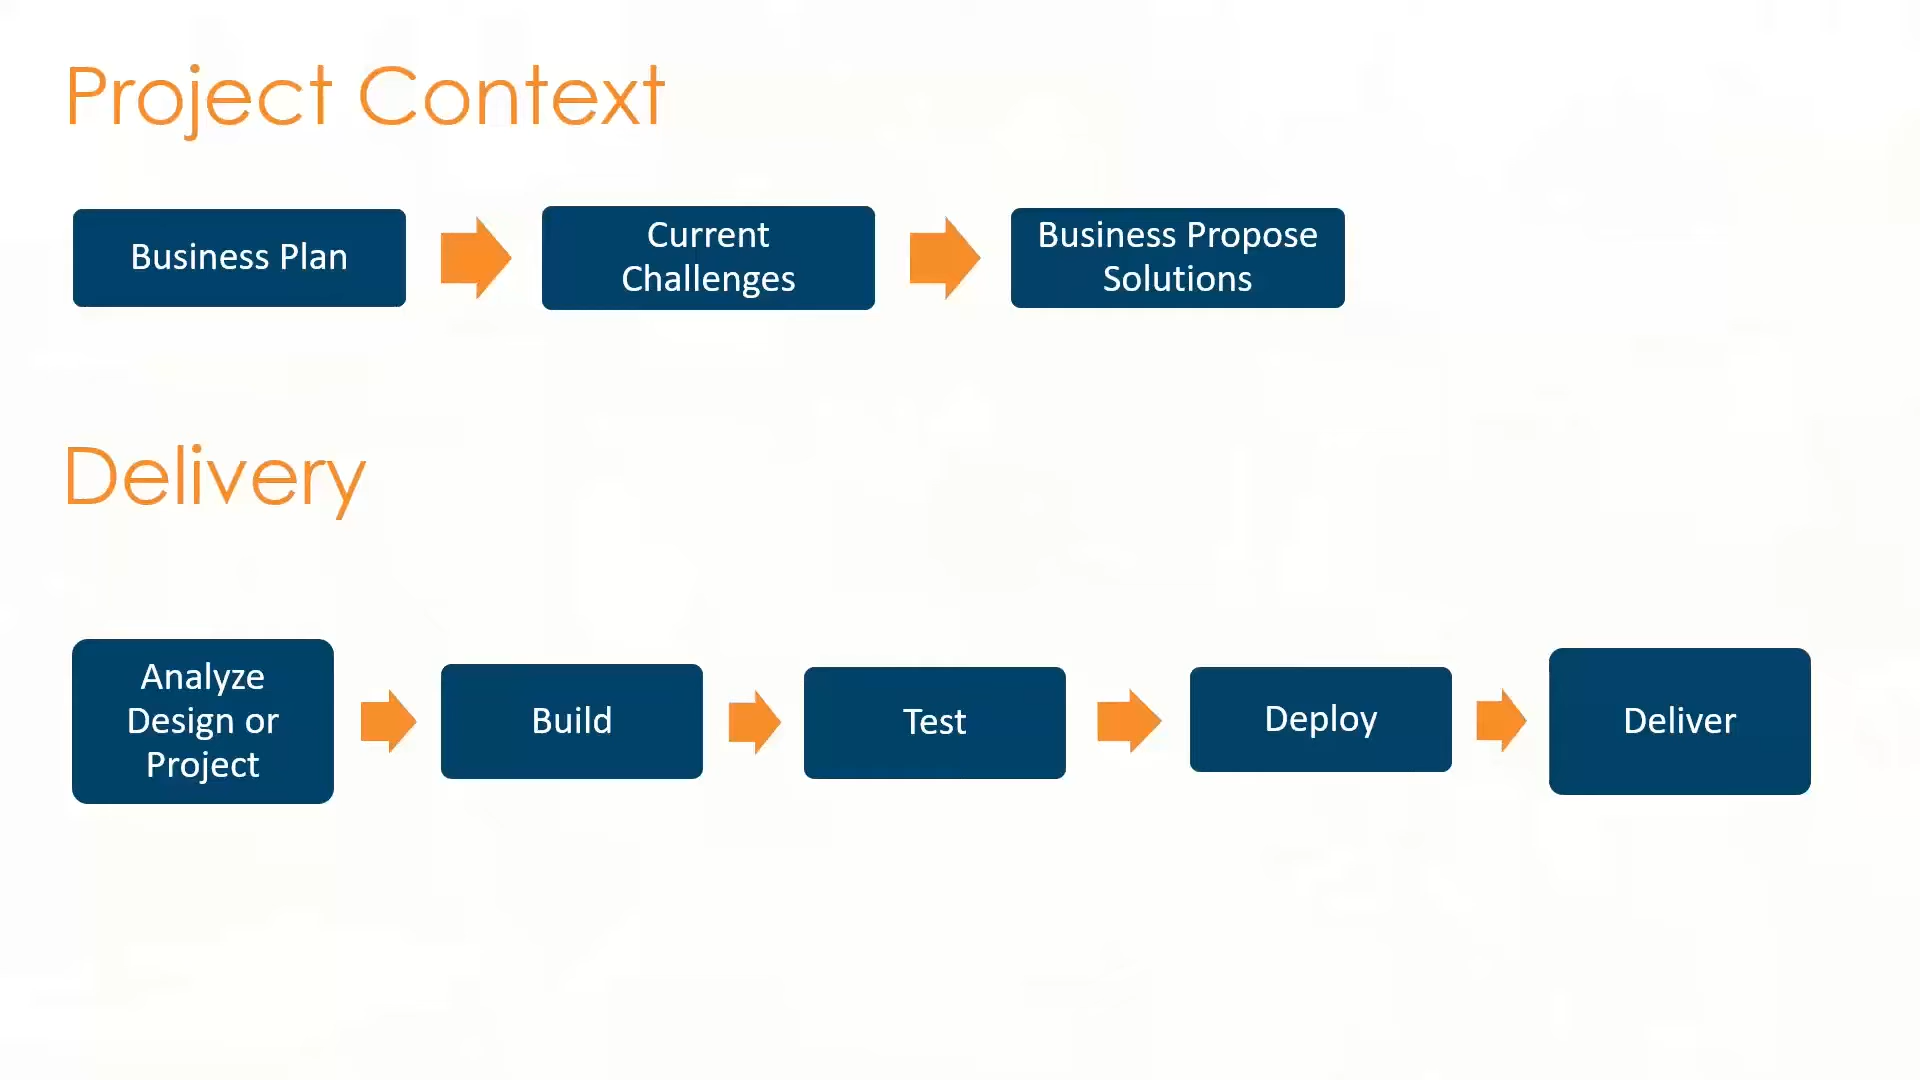 Project Context
Business Plan
Current
Challenges
Business Propose
Solutions
Delivery
Analyze
Design or
Project
Build
Test
Deploy
Deliver